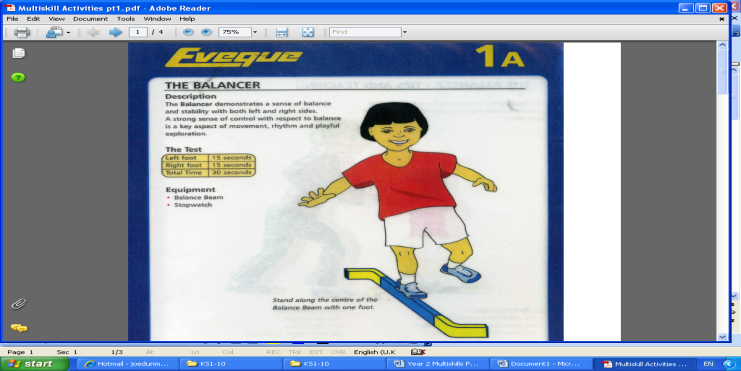 Multiskill Activities pt1.pdf - Adobe Reader
File Edit View Document Tools Window Help
1 / 4 75% Find
Eveque 1A
THE BALANCER
Description
The Balancer demonstrates a sense of balance
and stability with both left and right sides.
A strong sense of control with respect to balance
is a key aspect of movement, rhythm and playful
exploration.
The Test
Left foot 15 seconds
Right foot 15 seconds
Total Time 30 seconds
Equipment
• Balance Beam
• Stopwatch
Stand along the centre of the
Balance Beam with one foot.
Page 1 Sec 1 1/3 At Ln Col REC TRK EXT OVR English (U.K
start Hotmail - joedunm... KS1-10 KS1-10 Year 2 Multiskills P... Document1 - Micr... Multiskill Activities ... EN